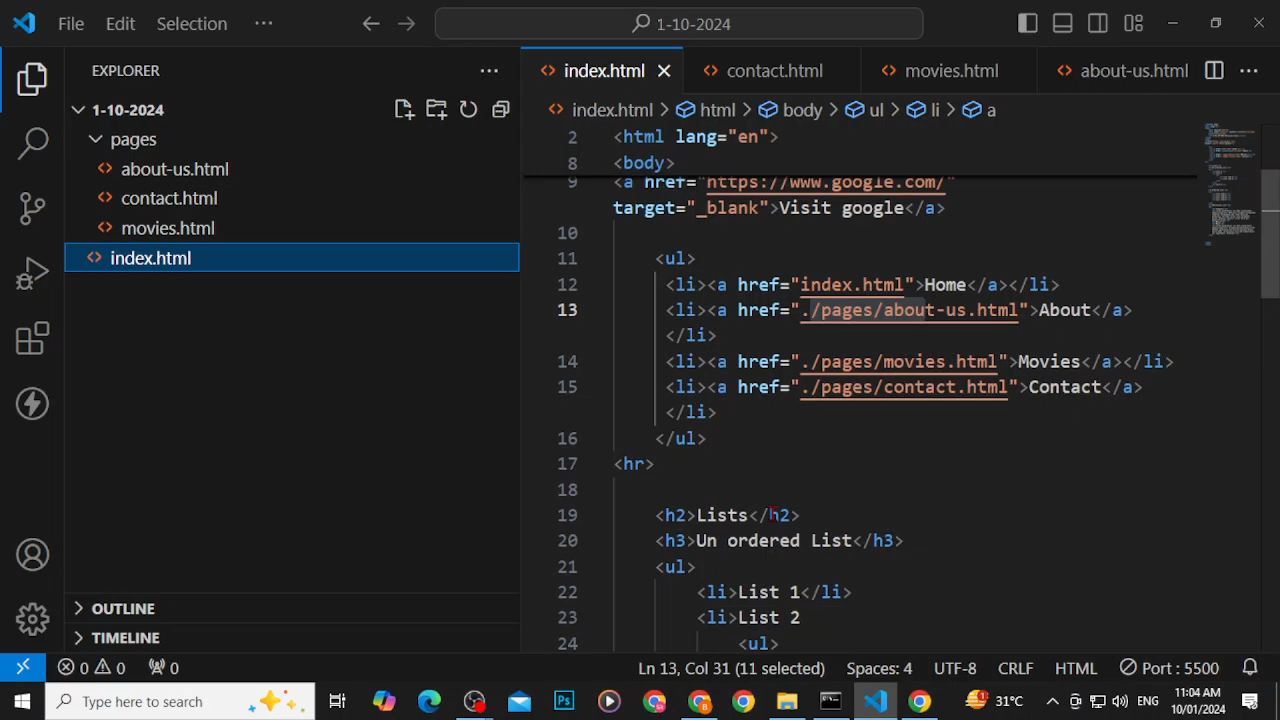 File Edit Selection ··· 1-10-2024
EXPLORER ···
1-10-2024
pages
about-us.html
contact.html
movies.html
index.html
OUTLINE
TIMELINE
index.html contact.html movies.html about-us.html ···
index.html > html > body > ul > li > a
2 <html lang="en">
8 <body>
9 <a href="https://www.google.com/"
target="_blank">Visit google</a>
10
11 <ul>
12 <li><a href="index.html">Home</a></li>
13 <li><a href="./pages/about-us.html">About</a>
</li>
14 <li><a href="./pages/movies.html">Movies</a></li>
15 <li><a href="./pages/contact.html">Contact</a>
</li>
16 </ul>
17 <hr>
18
19 <h2>Lists</h2>
20 <h3>Un ordered List</h3>
21 <ul>
22 <li>List 1</li>
23 <li>List 2
24 <ul>
0 0 0 Ln 13, Col 31 (11 selected) Spaces: 4 UTF-8 CRLF HTML Port : 5500
Type here to search Ps 31°C ENG 11:04 AM
10/01/2024